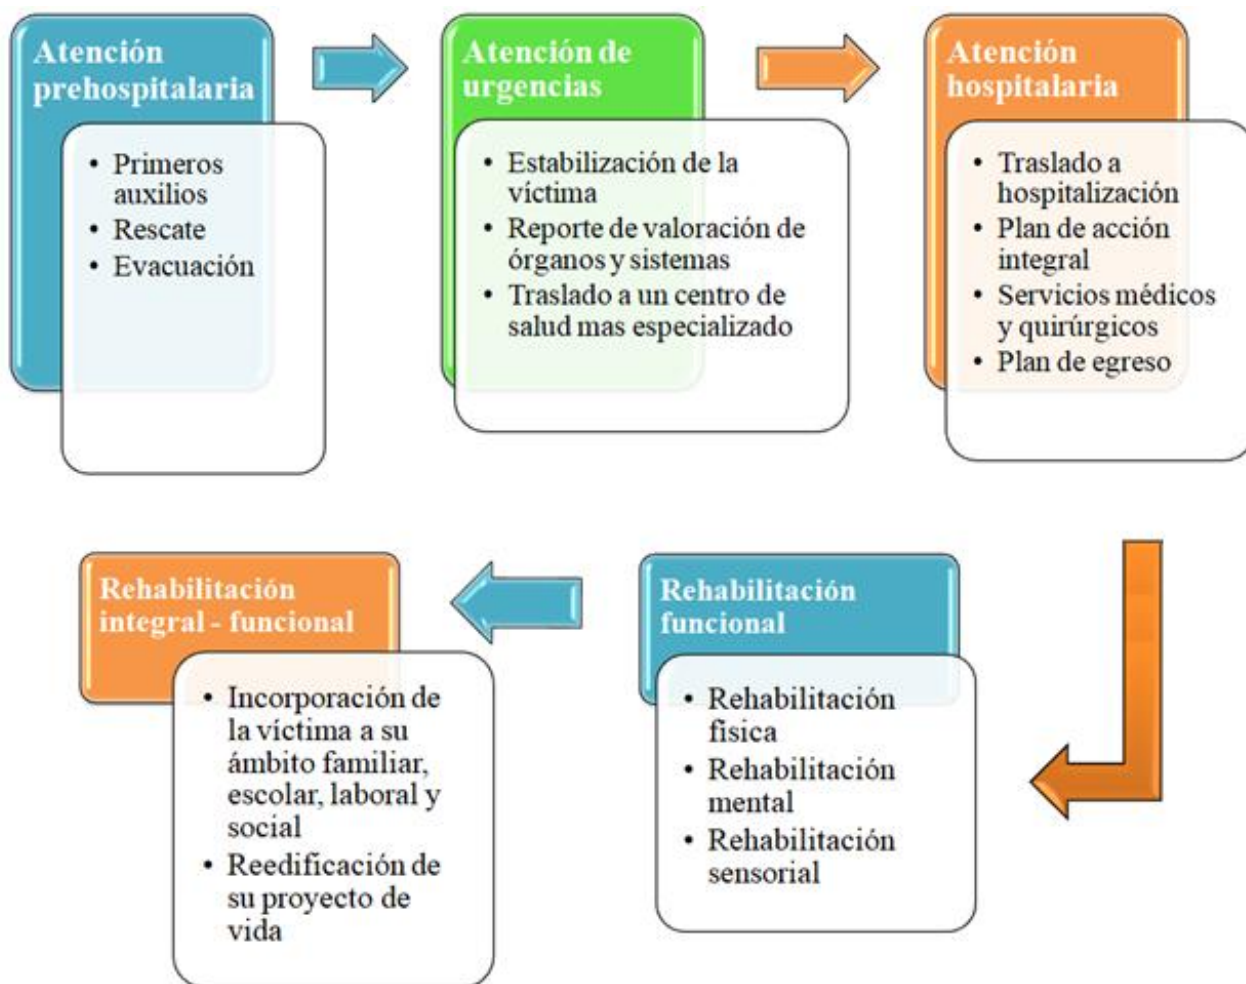 Atención
prehospitalaria
• Primeros
auxilios
• Rescate
• Evacuación
Atención de
urgencias
• Estabilización de la
víctima
• Reporte de valoración de
órganos y sistemas
• Traslado a un centro de
salud mas especializado
Atención
hospitalaria
• Traslado a
hospitalización
• Plan de acción
integral
• Servicios médicos
y quirúrgicos
• Plan de egreso
Rehabilitación
integral - funcional
• Incorporación de
la víctima a su
ámbito familiar,
escolar, laboral y
social
• Reedificación de
su proyecto de
vida
Rehabilitación
funcional
• Rehabilitación
física
• Rehabilitación
mental
• Rehabilitación
sensorial